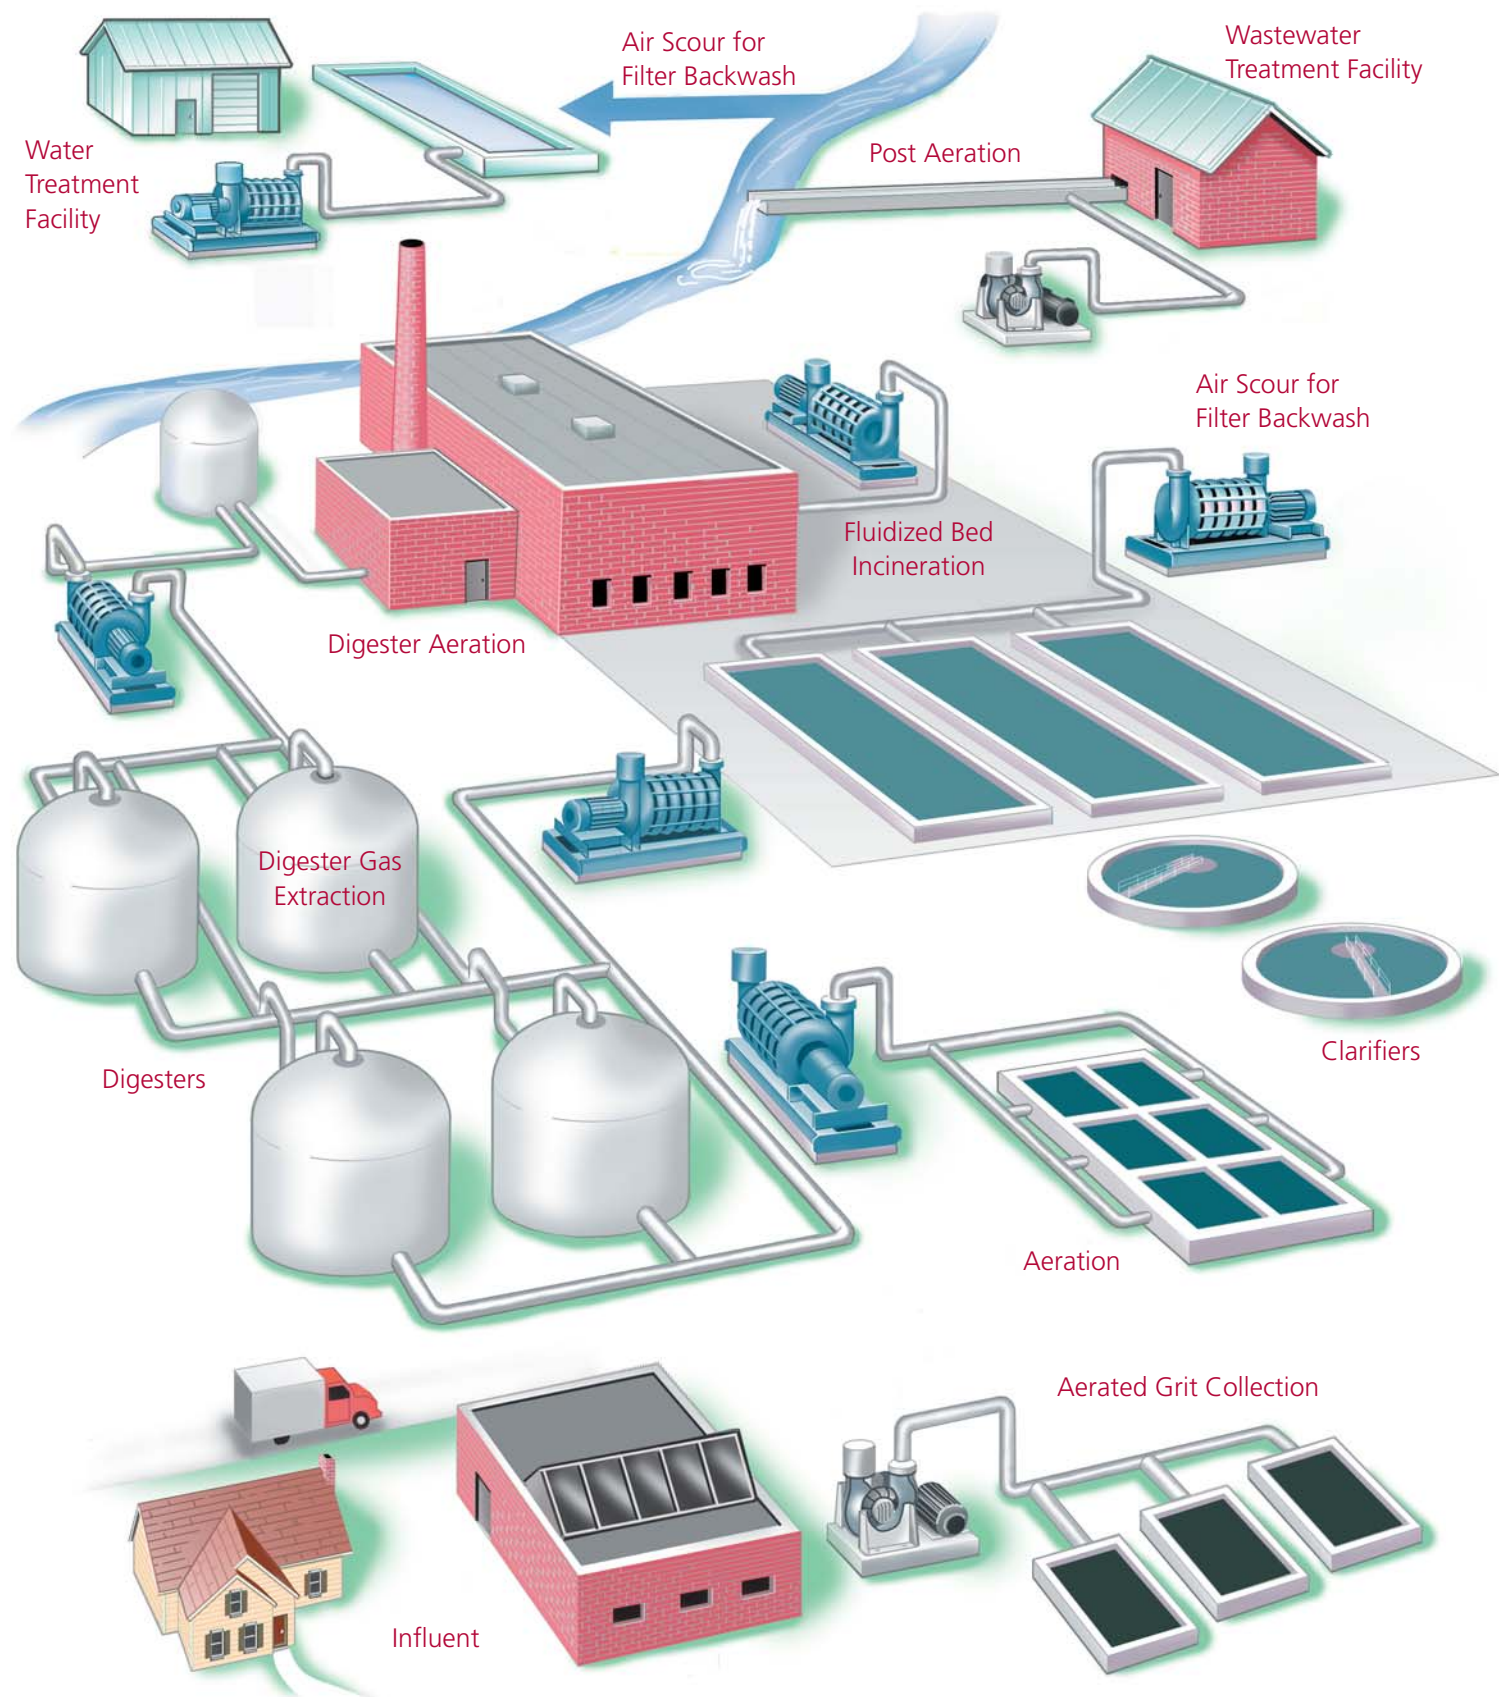 Air Scour for
Filter Backwash
Wastewater
Treatment Facility
Water
Treatment
Facility
Post Aeration
Air Scour for
Filter Backwash
Fluidized Bed
Incineration
Digester Aeration
Digester Gas
Extraction
Clarifiers
Digesters
Aeration
Aerated Grit Collection
Influent